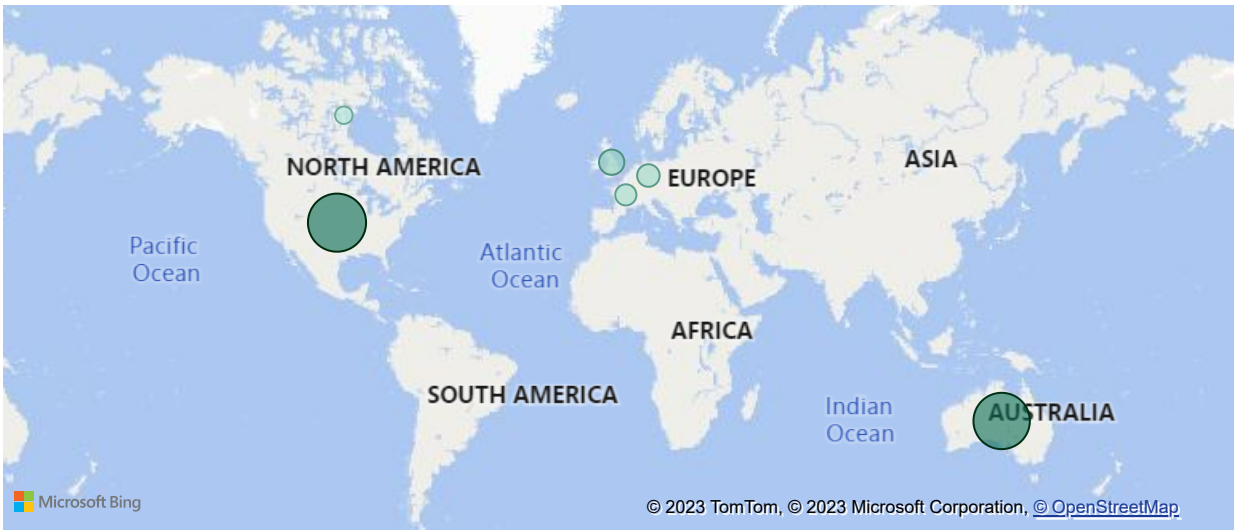 NORTH AMERICA
EUROPE
ASIA
Pacific
Ocean
Atlantic
Ocean
AFRICA
SOUTH AMERICA
Indian
Ocean
AUSTRALIA
Microsoft Bing
© 2023 TomTom, © 2023 Microsoft Corporation, © OpenStreetMap